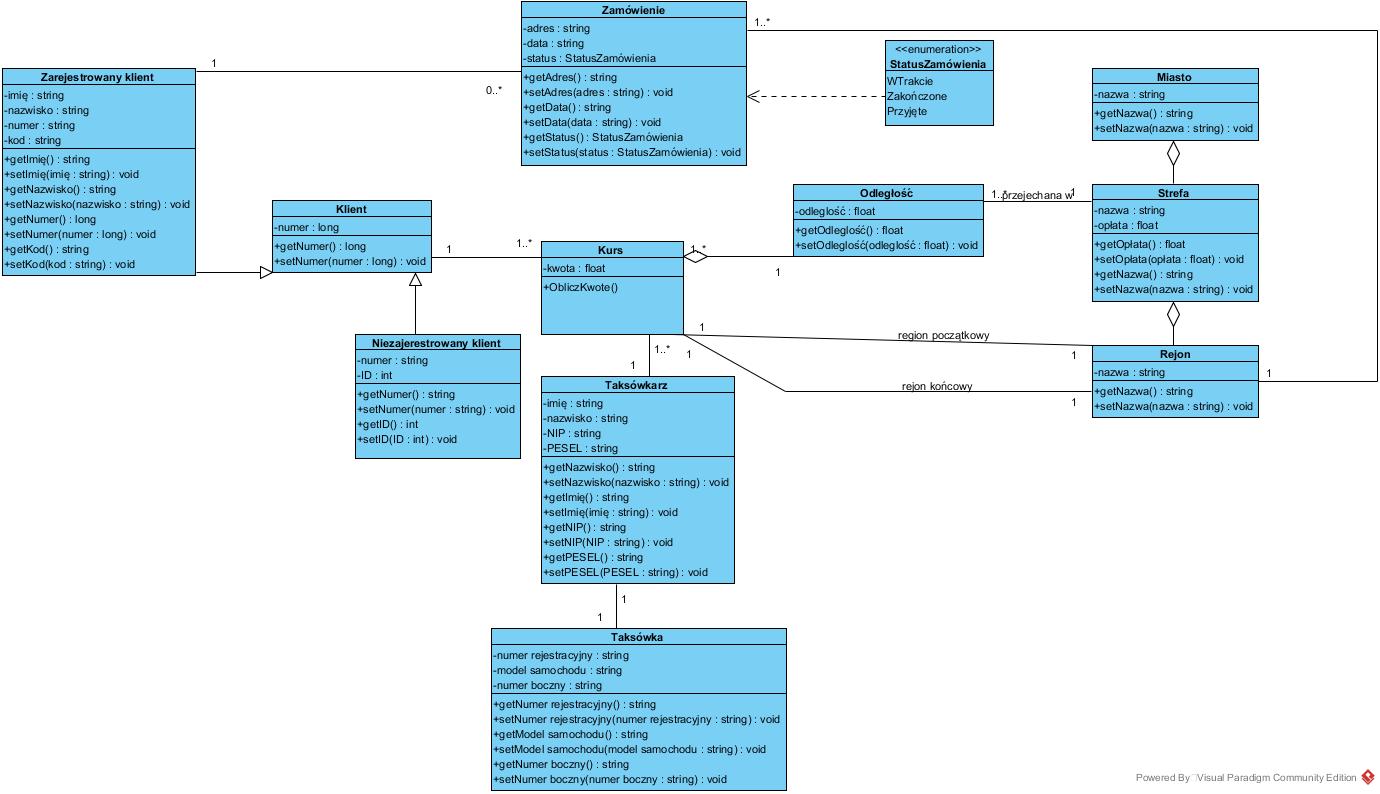 Zamówienie
-adres : string
-data : string
-status : StatusZamówienia
+getAdres() : string
+setAdres(adres : string) : void
+getData() : string
+setData(data : string) : void
+getStatus() : StatusZamówienia
+setStatus(status : StatusZamówienia) : void
1..*
1
0..*
<<enumeration>>
StatusZamówienia
WTrakcie
Zakończone
Przyjęte
Miasto
-nazwa : string
+getNazwa() : string
+setNazwa(nazwa : string) : void
Zarejestrowany klient
-imię : string
-nazwisko : string
-numer : string
-kod : string
+getImię() : string
+setImię(imię : string) : void
+getNazwisko() : string
+setNazwisko(nazwisko : string) : void
+getNumer() : long
+setNumer(numer : long) : void
+getKod() : string
+setKod(kod : string) : void
Klient
-numer : long
+getNumer() : long
+setNumer(numer : long) : void
1
1..*
Kurs
-kwota : float
+ObliczKwote()
Odległość
-odleglość : float
+getOdleglość() : float
+setOdleglość(odleglość : float) : void
1..*
1
1..*
przejechana w
1
Strefa
-nazwa : string
-opłata : float
+getOpłata() : float
+setOpłata(opłata : float) : void
+getNazwa() : string
+setNazwa(nazwa : string) : void
1
region początkowy
1
1
rejon końcowy
1
Rejon
-nazwa : string
+getNazwa() : string
+setNazwa(nazwa : string) : void
1
Niezajerestrowany klient
-numer : string
-ID : int
+getNumer() : string
+setNumer(numer : string) : void
+getID() : int
+setID(ID : int) : void
1..*
1
Taksówkarz
-imię : string
-nazwisko : string
-NIP : string
-PESEL : string
+getNazwisko() : string
+setNazwisko(nazwisko : string) : void
+getImię() : string
+setImię(imię : string) : void
+getNIP() : string
+setNIP(NIP : string) : void
+getPESEL() : string
+setPESEL(PESEL : string) : void
1
1
Taksówka
-numer rejestracyjny : string
-model samochodu : string
-numer boczny : string
+getNumer rejestracyjny() : string
+setNumer rejestracyjny(numer rejestracyjny : string) : void
+getModel samochodu() : string
+setModel samochodu(model samochodu : string) : void
+getNumer boczny() : string
+setNumer boczny(numer boczny : string) : void
Powered By Visual Paradigm Community Edition